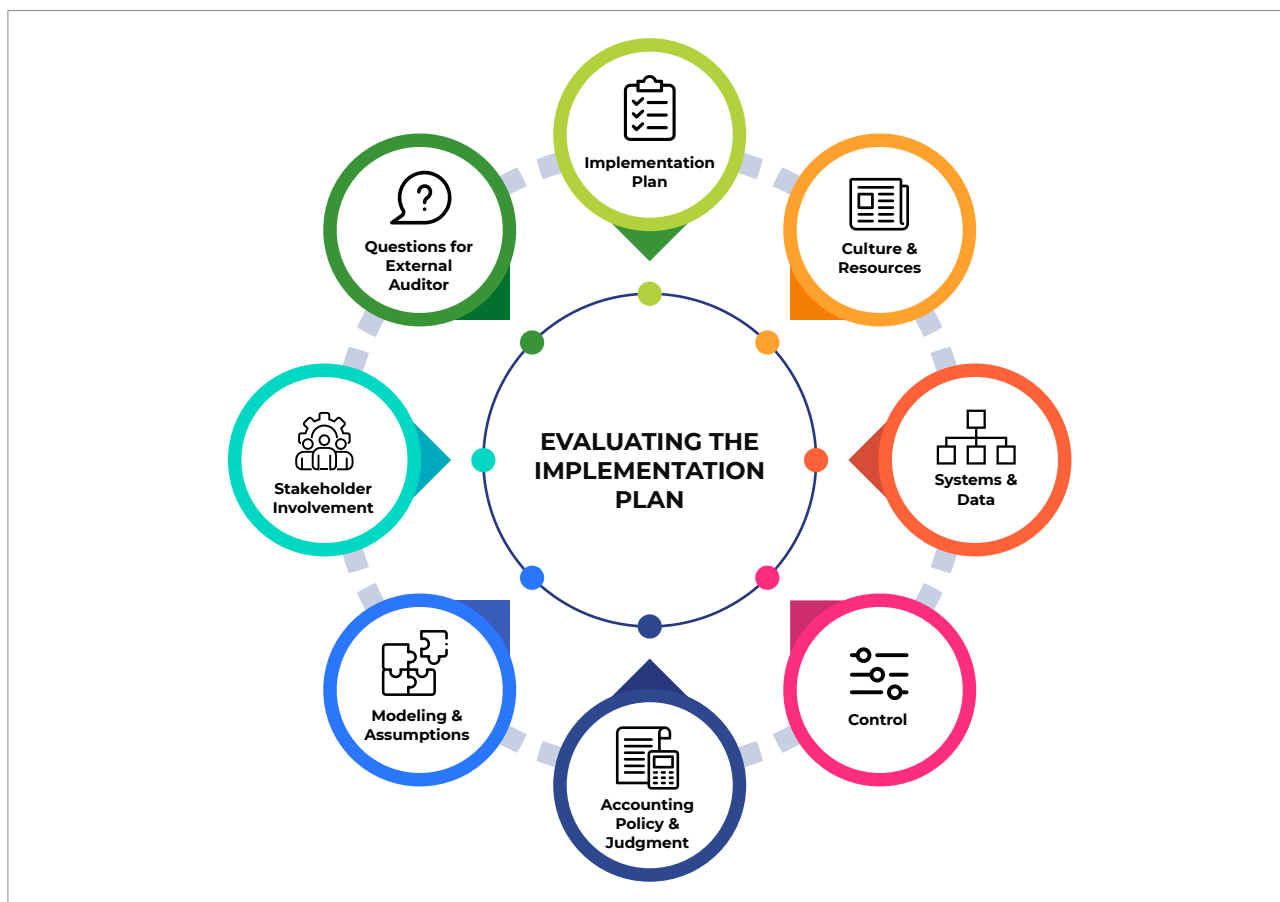 Implementation
Plan
Culture &
Resources
Systems &
Data
Control
Accounting
Policy &
Judgment
Modeling &
Assumptions
Stakeholder
Involvement
Questions for
External
Auditor
?
EVALUATING THE
IMPLEMENTATION
PLAN